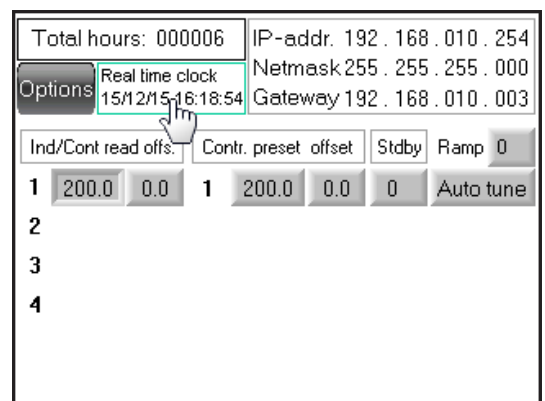 Total hours: 000006
IP-addr. 192 . 168 . 010 . 254
Netmask 255 . 255 . 255 . 000
Gateway 192 . 168 . 010 . 003
Options
Real time clock
15/12/15 16:18:54
Ind/Cont read offs. Contr. preset offset Stdby Ramp 0
1 200.0 0.0 1 200.0 0.0 0 Auto tune
2
3
4